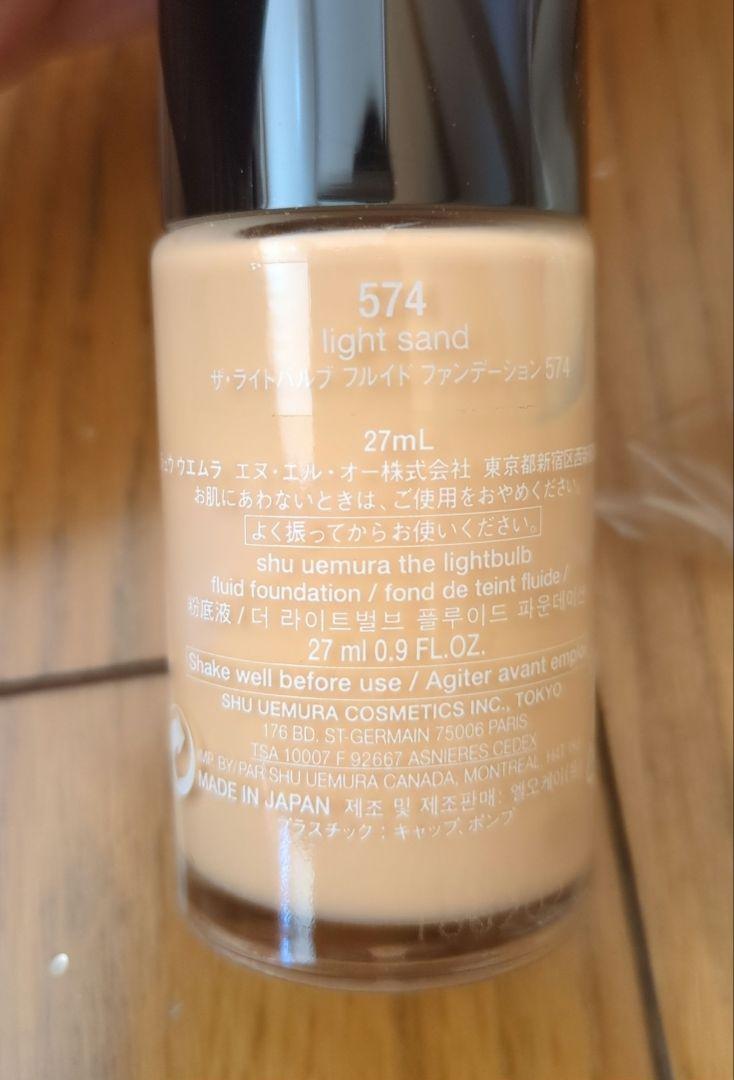 574
light sand
ザ・ライトバルブ フルイド ファンデーション 574
27mL
ウエムラ エヌ・エル・オー株式会社 東京都新宿区西
お肌にあわないときは、ご使用をおやめください。
よく振ってからお使いください。
shu uemura the lightbulb
fluid foundation / fond de teint fluide /
粉底液 / 더 라이트벌브 플루이드 파운데이션
27 ml 0.9 FL.OZ.
Shake well before use / Agiter avant emploi
SHU UEMURA COSMETICS INC., TOKYO
176 BD. ST-GERMAIN 75006 PARIS
TSA 10007 F 92667 ASNIERES CEDEX
IMP BY/PAR SHU UEMURA CANADA, MONTREAL, H4T
MADE IN JAPAN 제조 및 제조판매: 엘오케이(주)
プラスチック : キャップ、ポンプ